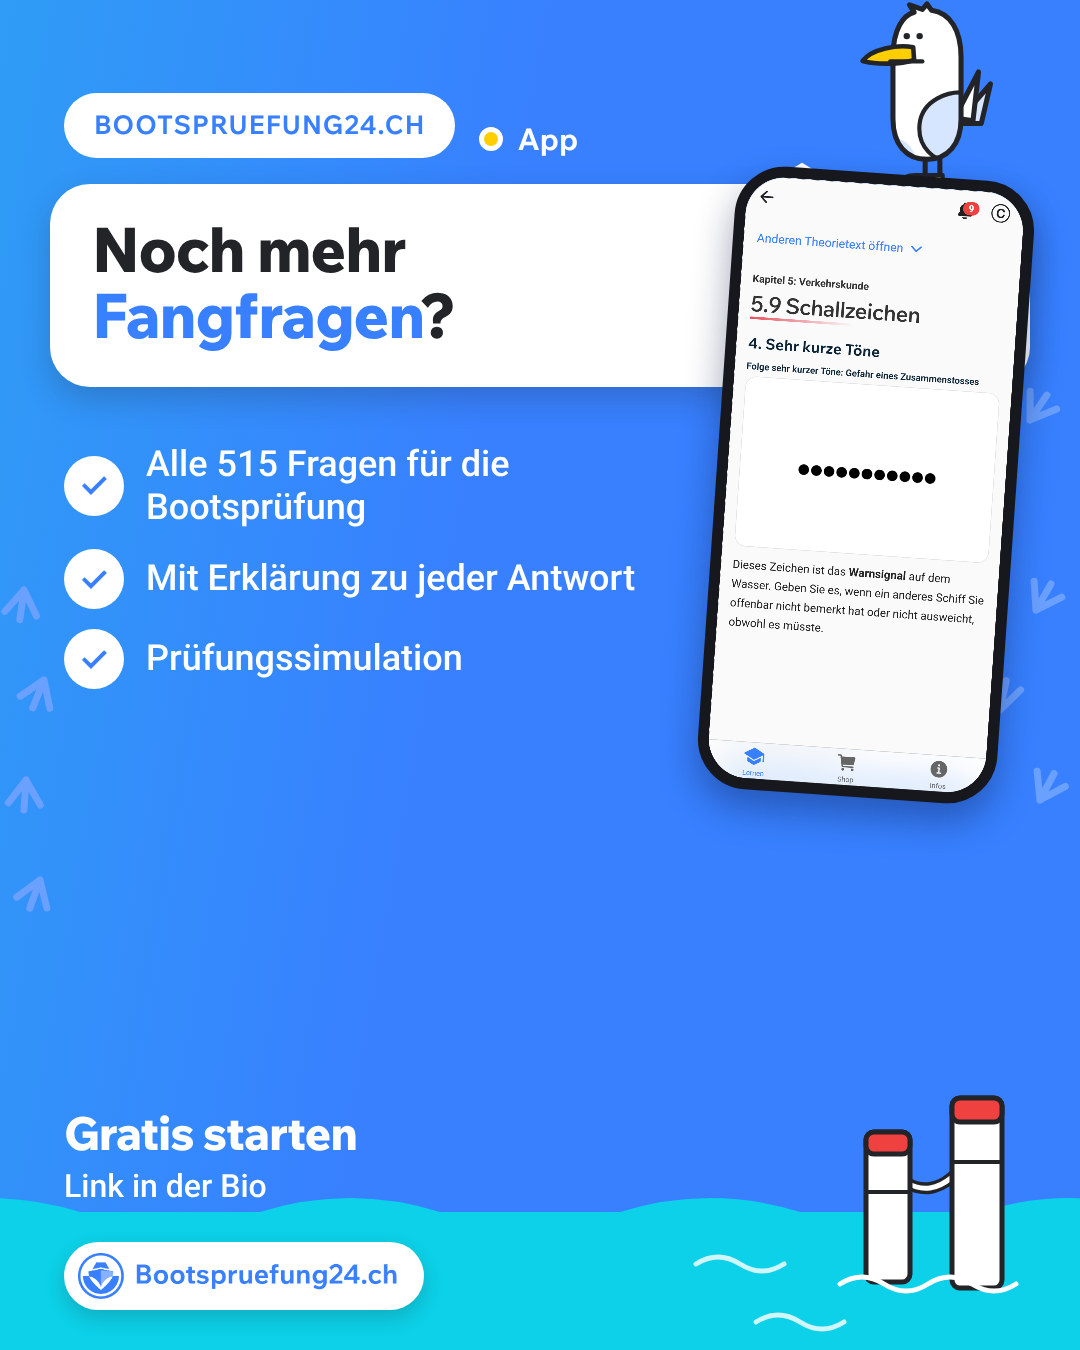 BOOTSPRUEFUNG24.CH
App
Noch mehr
Fangfragen?
Alle 515 Fragen für die
Bootsprüfung
Mit Erklärung zu jeder Antwort
Prüfungssimulation
9
C
Anderen Theorietext öffnen
Kapitel 5: Verkehrskunde
5.9 Schallzeichen
4. Sehr kurze Töne
Folge sehr kurzer Töne: Gefahr eines Zusammenstosses
Dieses Zeichen ist das Warnsignal auf dem
Wasser. Geben Sie es, wenn ein anderes Schiff Sie
offenbar nicht bemerkt hat oder nicht ausweicht,
obwohl es müsste.
Lernen
Shop
Infos
Gratis starten
Link in der Bio
Bootspruefung24.ch